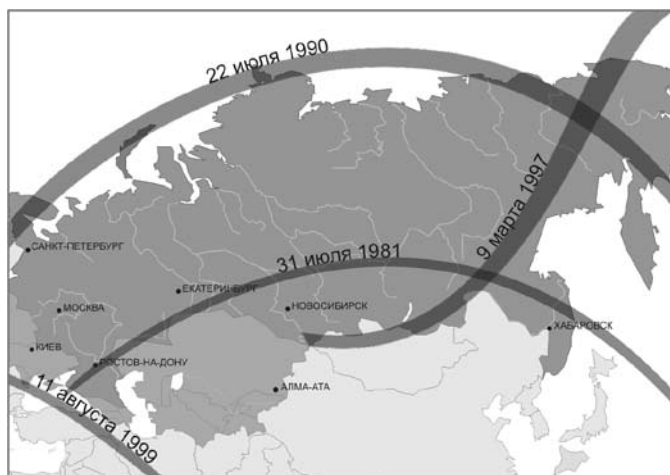 22 июля 1990
9 марта 1997
31 июля 1981
САНКТ-ПЕТЕРБУРГ
ЕКАТЕРИНБУРГ
НОВОСИБИРСК
МОСКВА
ХАБАРОВСК
КИЕВ
РОСТОВ-НА-ДОНУ
АЛМА-АТА
11 августа 1999